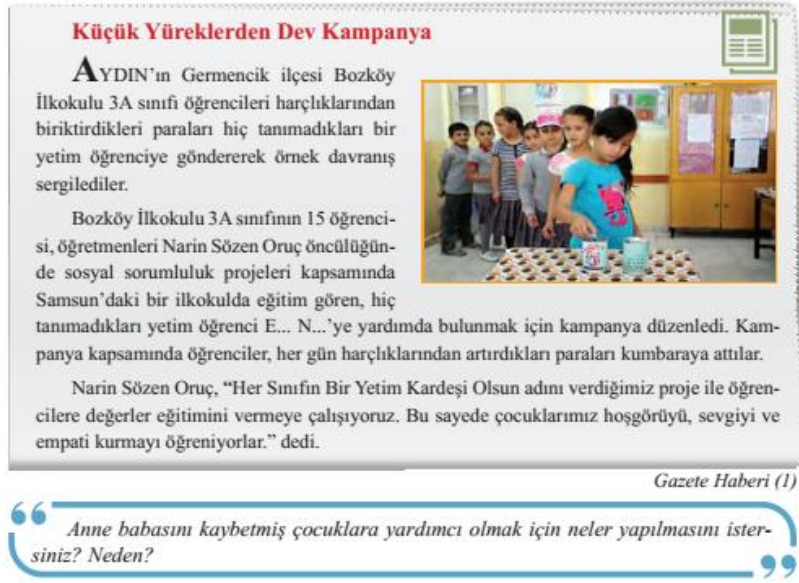 Küçük Yüreklerden Dev Kampanya
AYDIN’ın Germencik ilçesi Bozköy
İlkokulu 3A sınıfı öğrencileri harçlıklarından
biriktirdikleri paraları hiç tanımadıkları bir
yetim öğrenciye göndererek örnek davranış
sergilediler.
Bozköy İlkokulu 3A sınıfının 15 öğrenci-
si, öğretmenleri Narin Sözen Oruç öncülüğün-
de sosyal sorumluluk projeleri kapsamında
Samsun’daki bir ilkokulda eğitim gören, hiç
tanımadıkları yetim öğrenci E... N...’ye yardımda bulunmak için kampanya düzenledi. Kam-
panya kapsamında öğrenciler, her gün harçlıklarından artırdıkları paraları kumbaraya attılar.
Narin Sözen Oruç, “Her Sınıfın Bir Yetim Kardeşi Olsun adını verdiğimiz proje ile öğren-
cilere değerler eğitimini vermeye çalışıyoruz. Bu sayede çocuklarımız hoşgörüyü, sevgiyi ve
empati kurmayı öğreniyorlar.” dedi.
Gazete Haberi (1)
Anne babasını kaybetmiş çocuklara yardımcı olmak için neler yapılmasını ister-
siniz? Neden?